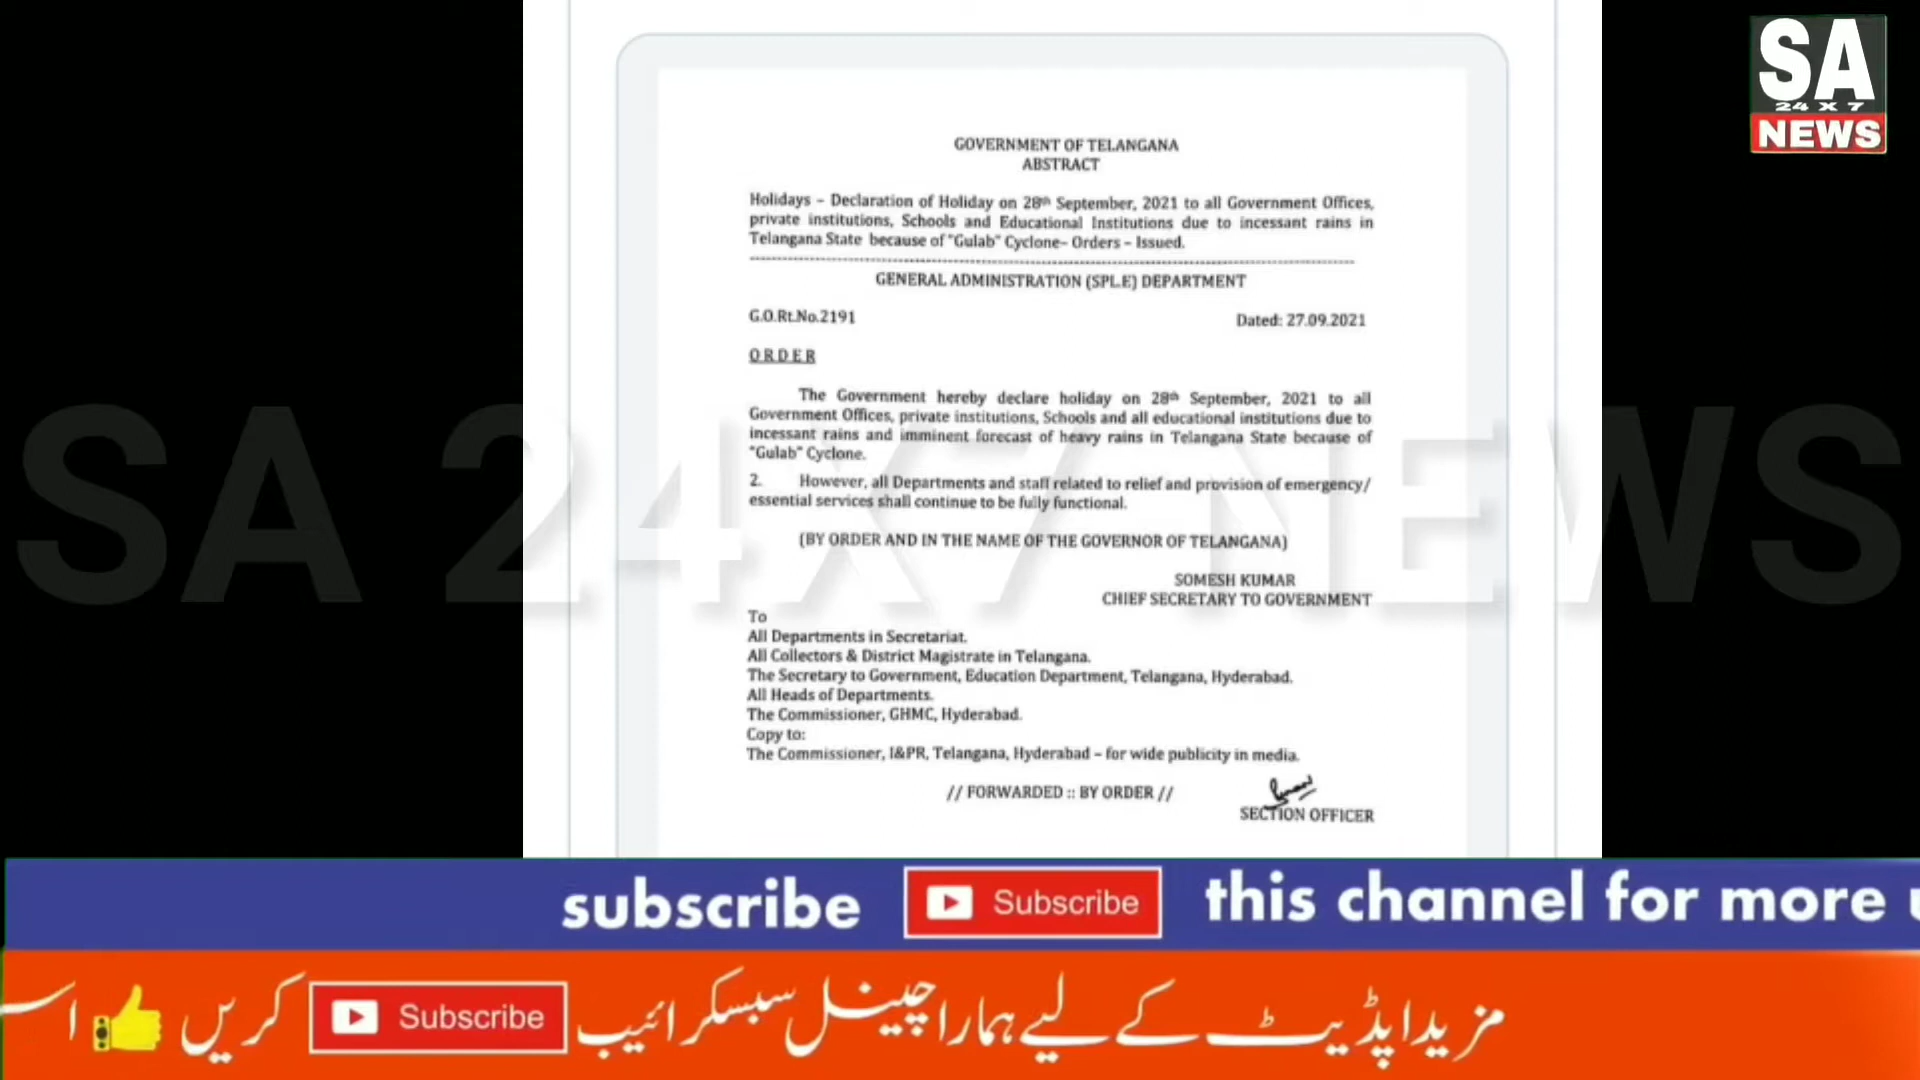 SA
24 X 7
NEWS
GOVERNMENT OF TELANGANA
ABSTRACT
Holidays – Declaration of Holiday on 28th September, 2021 to all Government Offices,
private institutions, Schools and Educational Institutions due to incessant rains in
Telangana State because of "Gulab" Cyclone– Orders – Issued.
GENERAL ADMINISTRATION (SPL.E) DEPARTMENT
G.O.Rt.No.2191
Dated: 27.09.2021
ORDER
The Government hereby declare holiday on 28th September, 2021 to all
Government Offices, private institutions, Schools and all educational institutions due to
incessant rains and imminent forecast of heavy rains in Telangana State because of
"Gulab" Cyclone.
2. However, all Departments and staff related to relief and provision of emergency/
essential services shall continue to be fully functional.
(BY ORDER AND IN THE NAME OF THE GOVERNOR OF TELANGANA)
SOMESH KUMAR
CHIEF SECRETARY TO GOVERNMENT
To
All Departments in Secretariat.
All Collectors & District Magistrate in Telangana.
The Secretary to Government, Education Department, Telangana, Hyderabad.
All Heads of Departments.
The Commissioner, GHMC, Hyderabad.
Copy to:
The Commissioner, I&PR, Telangana, Hyderabad – for wide publicity in media.
// FORWARDED :: BY ORDER //
SECTION OFFICER
SA 24X7 NEWS
subscribe Subscribe this channel for more
مزید اپڈیٹ کے لیے ہمارا چینل سبسکرائیب Subscribe کریں